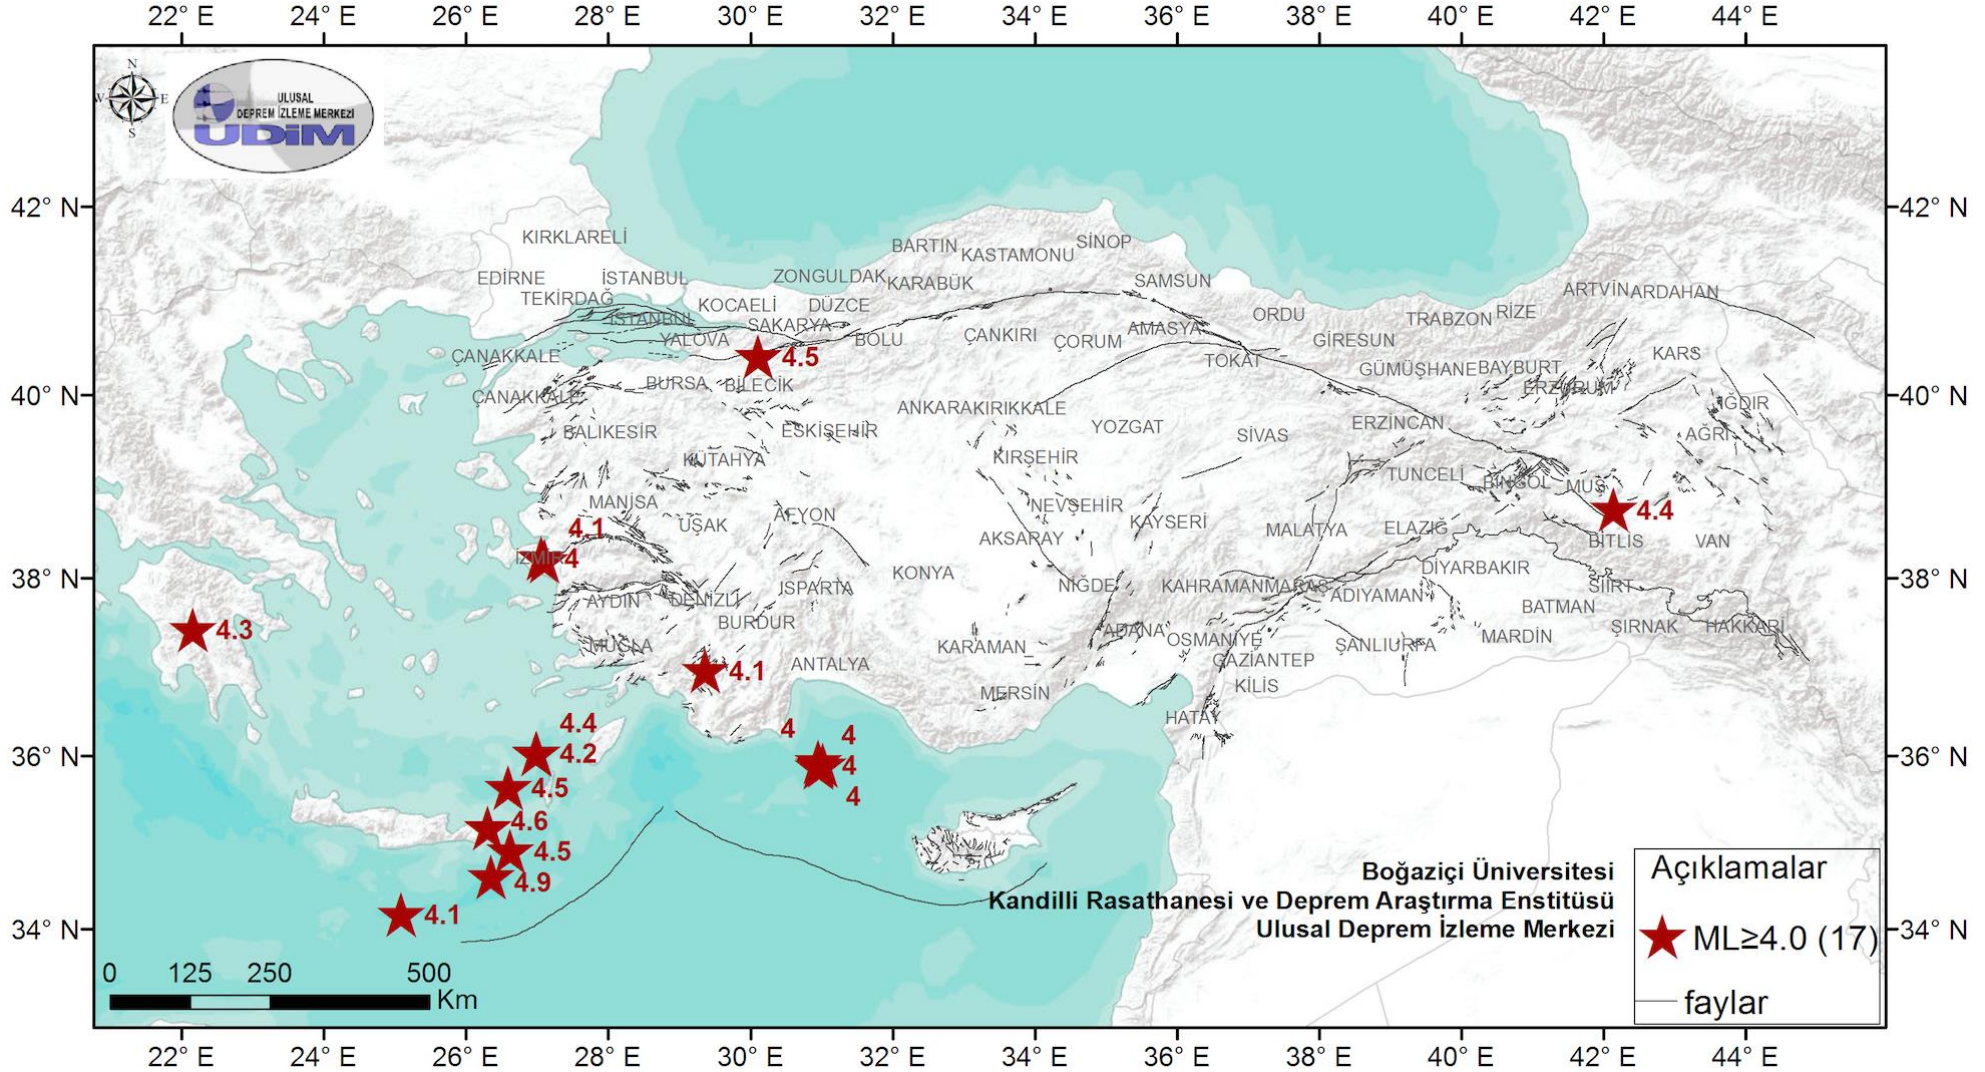 22° E 24° E 26° E 28° E 30° E 32° E 34° E 36° E 38° E 40° E 42° E 44° E
N
W E
S
ULUSAL
DEPREM İZLEME MERKEZİ
UDİM
42° N 42° N
KIRKLARELİ
BARTIN KASTAMONU SİNOP
EDİRNE İSTANBUL ZONGULDAK KARABÜK SAMSUN
TEKİRDAĞ KOCAELİ DÜZCE ARTVİN ARDAHAN
İSTANBUL SAKARYA ORDU TRABZON RİZE
YALOVA BOLU ÇANKIRI ÇORUM AMASYA GİRESUN
ÇANAKKALE 4.5 TOKAT GÜMÜŞHANE BAYBURT KARS
BURSA BİLECİK ERZURUM
40° N 40° N
ÇANAKKALE ANKARA KIRIKKALE IĞDIR
BALIKESİR ESKİŞEHİR YOZGAT SİVAS ERZİNCAN AĞRI
KÜTAHYA KIRŞEHİR
TUNCELİ BİNGÖL MUŞ
MANİSA NEVŞEHİR
4.1 UŞAK AFYON KAYSERİ MALATYA ELAZIĞ 4.4
AKSARAY BİTLİS VAN
İZMİR 4
38° N 38° N
KONYA DİYARBAKIR
ISPARTA NİĞDE KAHRAMANMARAŞ ADIYAMAN SİİRT
AYDIN DENİZLİ BATMAN
BURDUR
4.3 ADANA OSMANİYE ŞANLIURFA MARDİN ŞIRNAK HAKKARİ
MUĞLA KARAMAN
4.1 ANTALYA GAZİANTEP
MERSİN KİLİS
HATAY
4.4 4 4
36° N 4.2 36° N
4
4.5 4
4.6
4.5
4.9
4.1
34° N 34° N
Boğaziçi Üniversitesi
Kandilli Rasathanesi ve Deprem Araştırma Enstitüsü
Ulusal Deprem İzleme Merkezi
Açıklamalar
ML≥4.0 (17)
faylar
0 125 250 500
Km
22° E 24° E 26° E 28° E 30° E 32° E 34° E 36° E 38° E 40° E 42° E 44° E